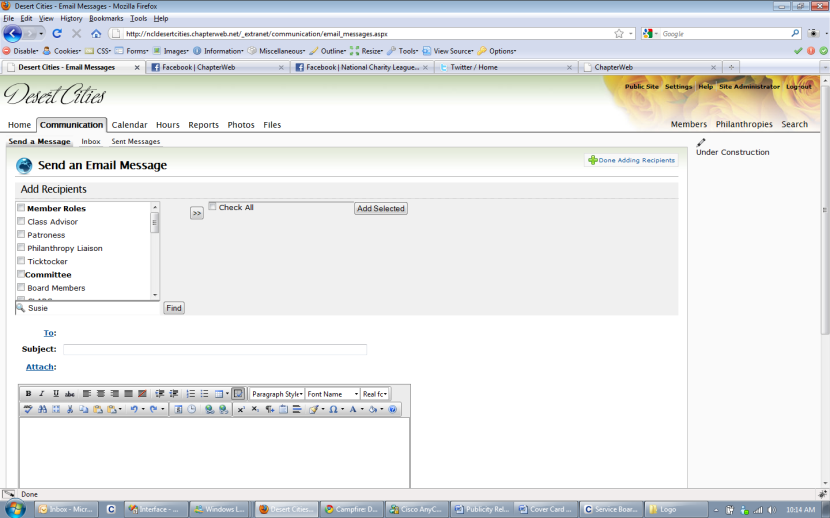 Desert Cities - Email Messages - Mozilla Firefox
File Edit View History Bookmarks Tools Help
http://ncldesertcities.chapterweb.net/_extranet/communication/email_messages.aspx
Google
Disable Cookies CSS Forms Images Information Miscellaneous Outline Resize Tools View Source Options
Desert Cities - Email Messages Facebook | ChapterWeb Facebook | National Charity League... Twitter / Home ChapterWeb
Desert Cities
Public Site Settings Help Site Administrator Logout
Home Communication Calendar Hours Reports Photos Files Members Philanthropies Search
Send a Message Inbox Sent Messages
Under Construction
Send an Email Message
Done Adding Recipients
Add Recipients
Member Roles
Class Advisor
Patroness
Philanthropy Liaison
Ticktocker
Committee
Board Members
>> Check All Add Selected
Susie Find
To:
Subject:
Attach:
B I U abc Paragraph Style Font Name Real fo
Done
Inbox - Micr... Interface - ... Windows L... Desert Cities... Campfire: D... Cisco AnyC... Publicity Rel... Cover Card ... Service Boar... Logo 10:14 AM